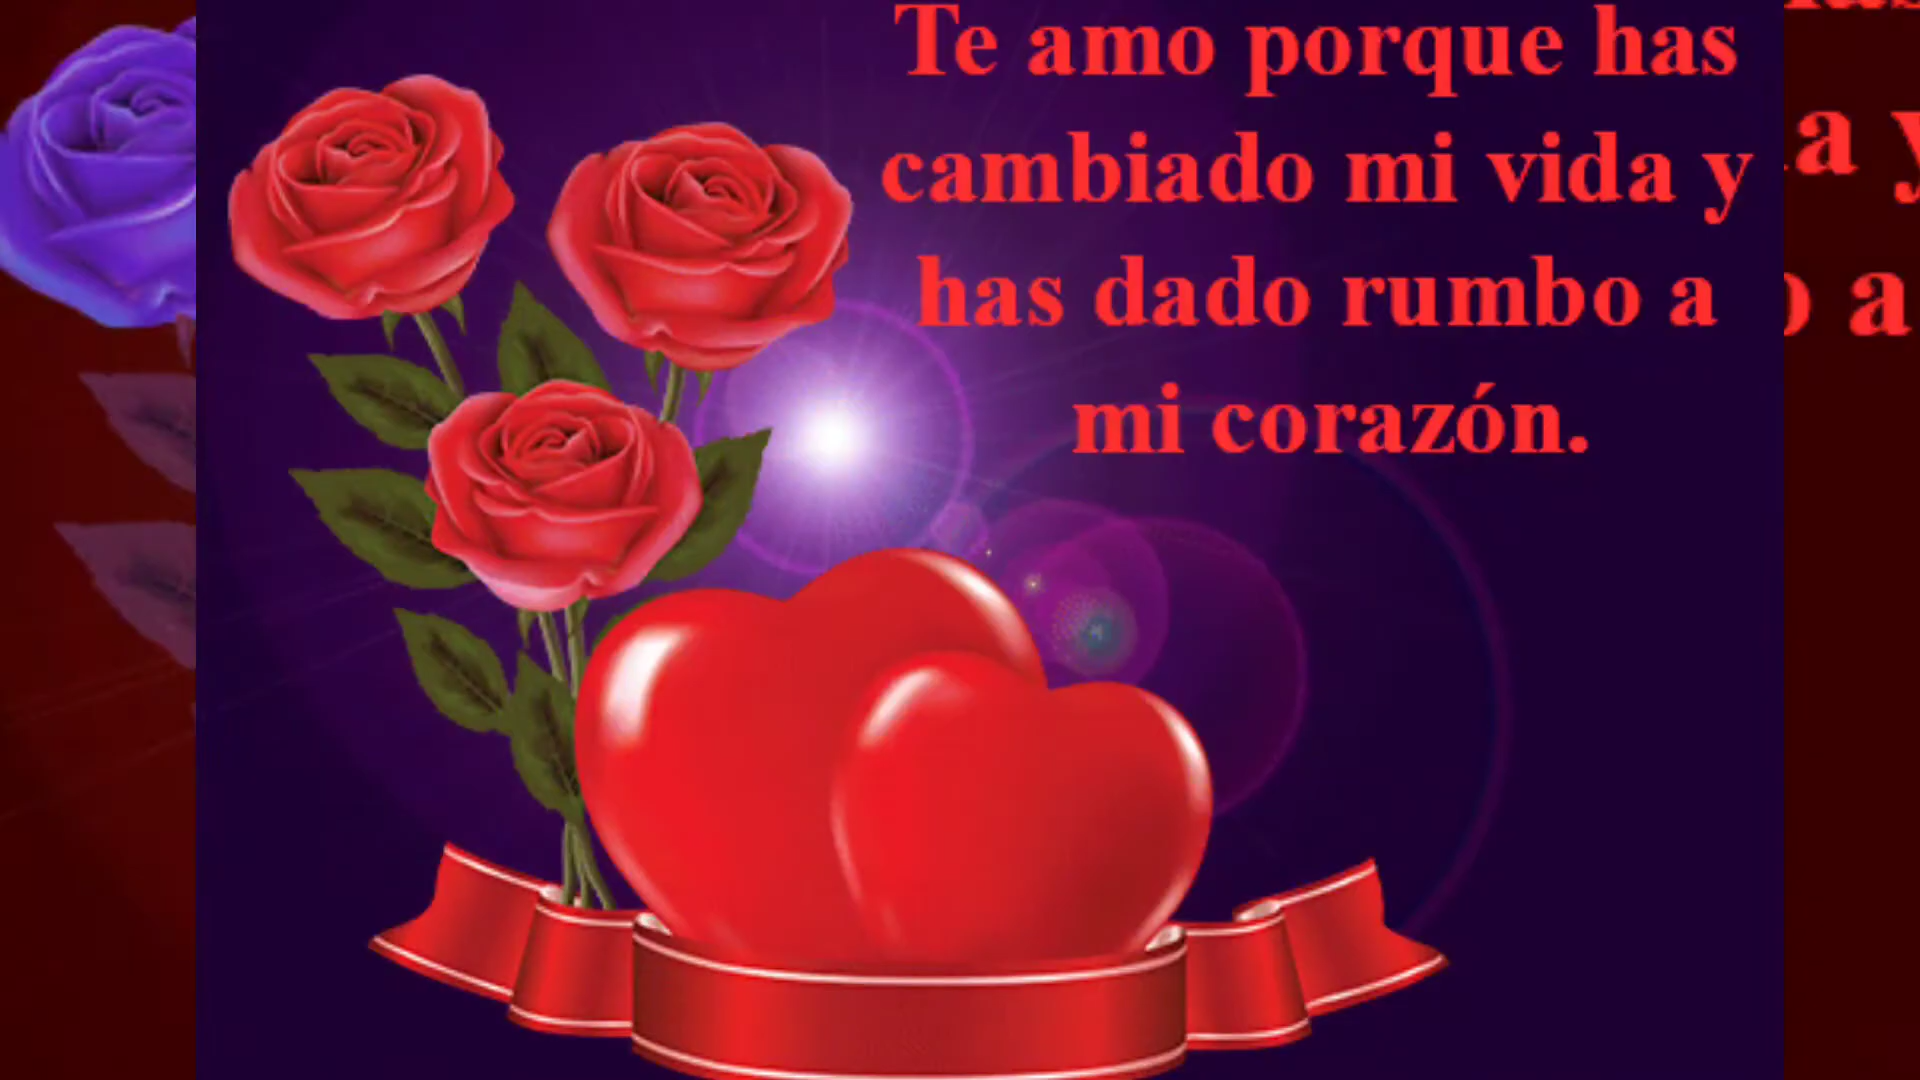 Te amo porque has
cambiado mi vida y
has dado rumbo a
mi corazón.
a y
a